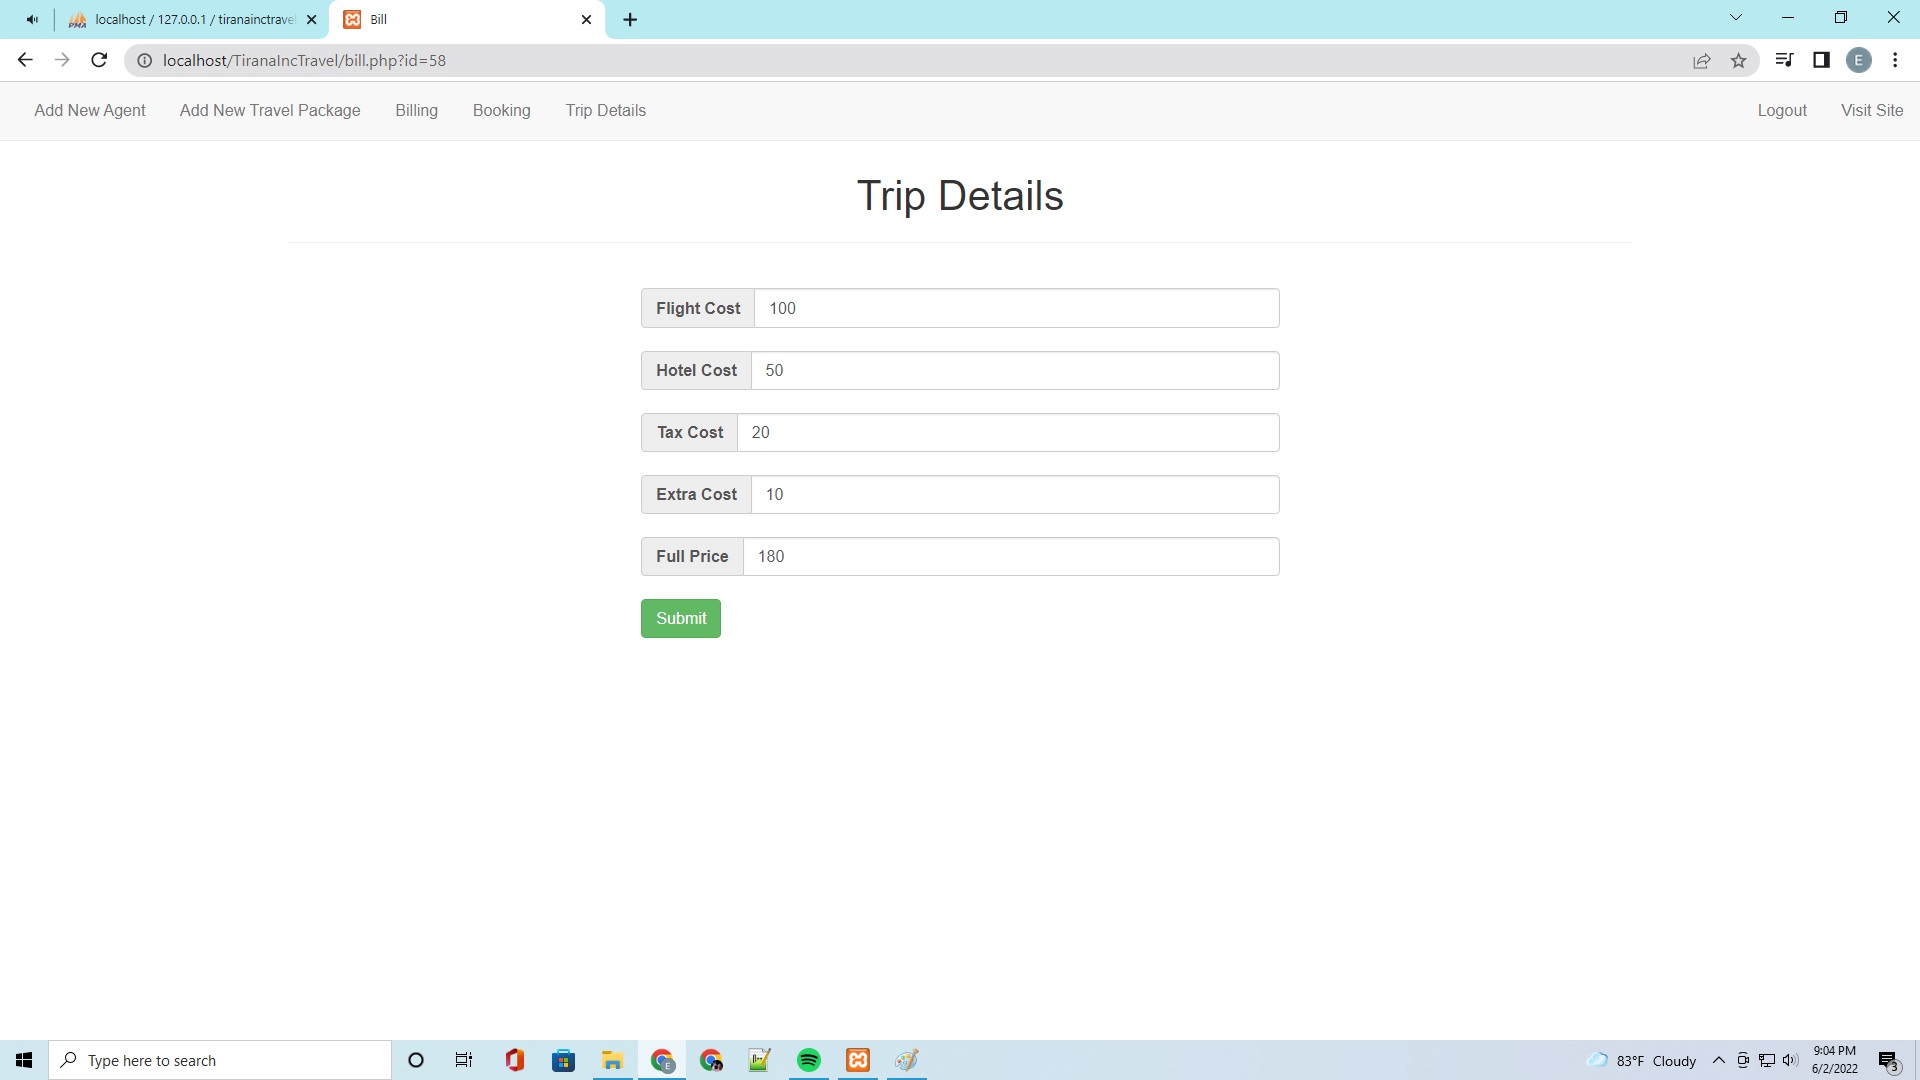 localhost / 127.0.0.1 / tiranainctrave
Bill
localhost/TiranaIncTravel/bill.php?id=58
E
Add New Agent Add New Travel Package Billing Booking Trip Details Logout Visit Site
Trip Details
Flight Cost 100
Hotel Cost 50
Tax Cost 20
Extra Cost 10
Full Price 180
Submit
Type here to search
83°F Cloudy
9:04 PM
6/2/2022
3